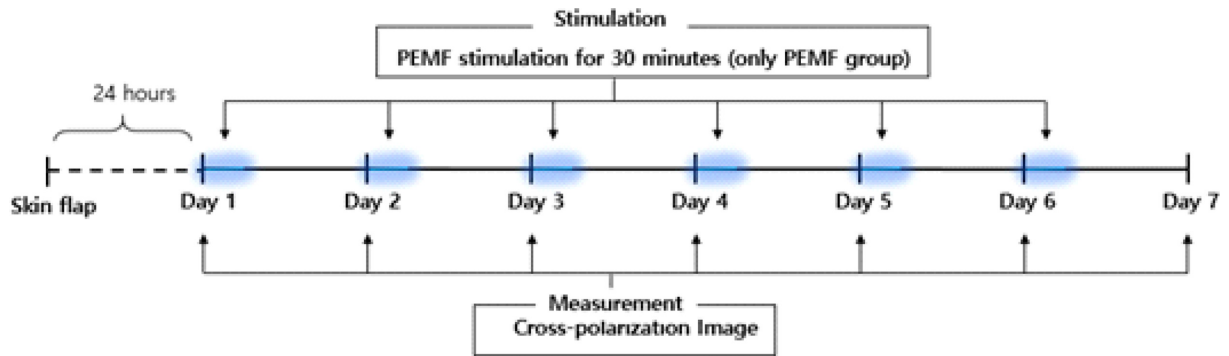 Stimulation
PEMF stimulation for 30 minutes (only PEMF group)
24 hours
Skin flap
Day 1
Day 2
Day 3
Day 4
Day 5
Day 6
Day 7
Measurement
Cross-polarization Image